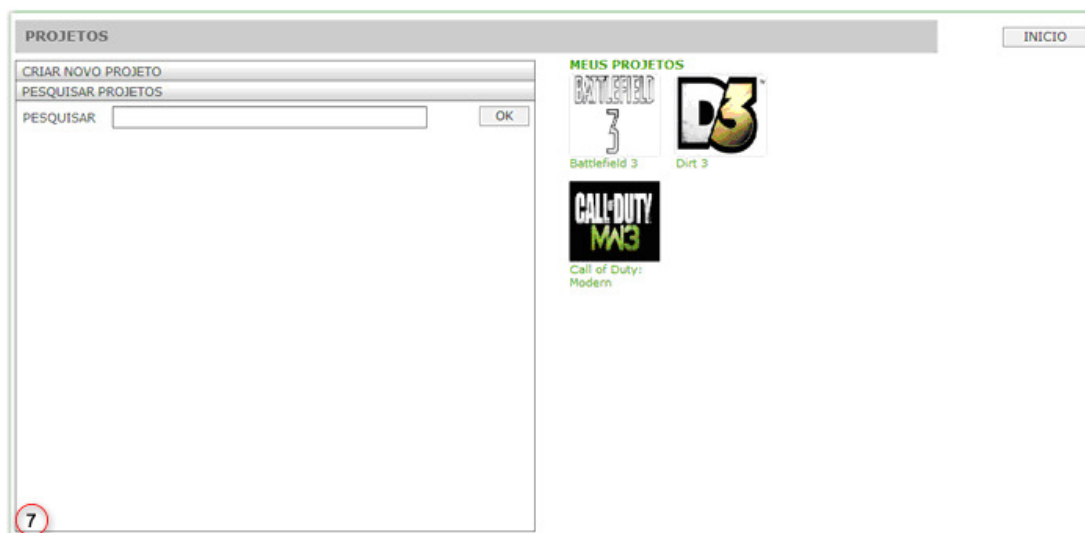 PROJETOS
INICIO
CRIAR NOVO PROJETO
PESQUISAR PROJETOS
PESQUISAR
OK
MEUS PROJETOS
BATTLEFIELD
3
Battlefield 3
D3
Dirt 3
CALL OF DUTY
MW3
Call of Duty:
Modern
7